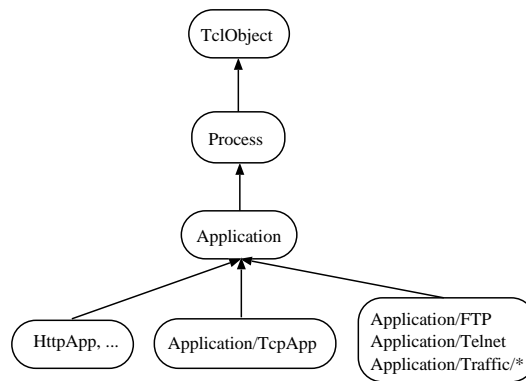 TclObject
Process
Application
HttpApp, ...
Application/TcpApp
Application/FTP
Application/Telnet
Application/Traffic/*